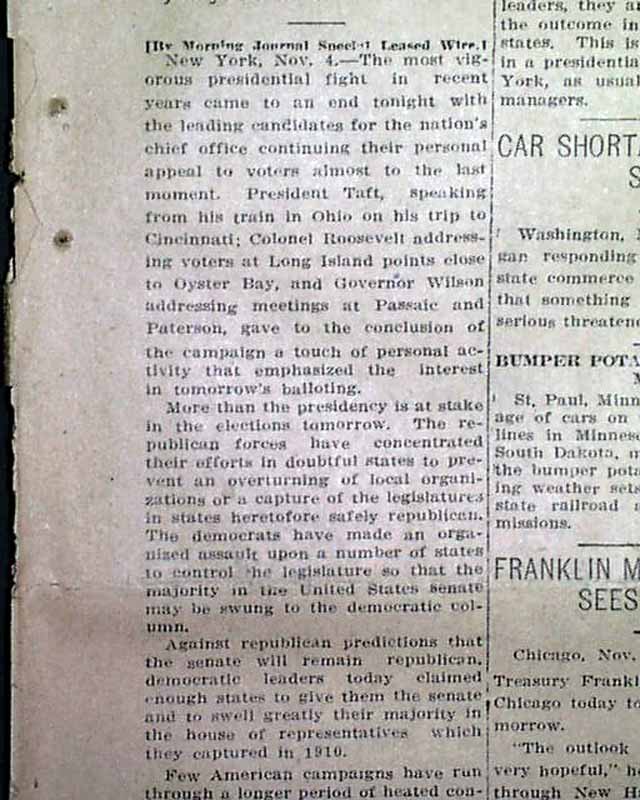 [By Morning Journal Special Leased Wire.]
New York, Nov. 4.—The most vig-
orous presidential fight in recent
years came to an end tonight with
the leading candidates for the nation's
chief office continuing their personal
appeal to voters almost to the last
moment. President Taft, speaking
from his train in Ohio on his trip to
Cincinnati; Colonel Roosevelt address-
ing voters at Long Island points close
to Oyster Bay, and Governor Wilson
addressing meetings at Passaic and
Paterson, gave to the conclusion of
the campaign a touch of personal ac-
tivity that emphasized the interest
in tomorrow's balloting.
More than the presidency is at stake
in the elections tomorrow. The re-
publican forces have concentrated
their efforts in doubtful states to pre-
vent an overturning of local organi-
zations or a capture of the legislatures
in states heretofore safely republican.
The democrats have made an orga-
nized assault upon a number of states
to control the legislature so that the
majority in the United States senate
may be swung to the democratic col-
umn.
Against republican predictions that
the senate will remain republican,
democratic leaders today claimed
enough states to give them the senate
and to swell greatly their majority in
the house of representatives which
they captured in 1910.
Few American campaigns have run
through a longer period of heated con-
leaders, they a
the outcome in
states. This is
in a presidentia
York, as usual
managers.
CAR SHORTA
S
Washington, 
gan responding
state commerce
that something
serious threatene
BUMPER POTA
St. Paul, Minn
age of cars on
lines in Minnes
South Dakota, m
the bumper pota
ing weather sets
state railroad a
missions.
FRANKLIN M
SEES
Chicago, Nov.
Treasury Frankl
Chicago today to
morrow.
"The outlook
very hopeful," he
through New H